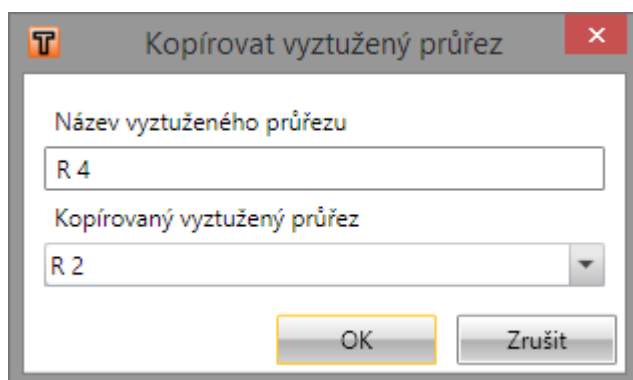 Kopírovat vyztužený průřez
Název vyztuženého průřezu
R 4
Kopírovaný vyztužený průřez
R 2
OK
Zrušit